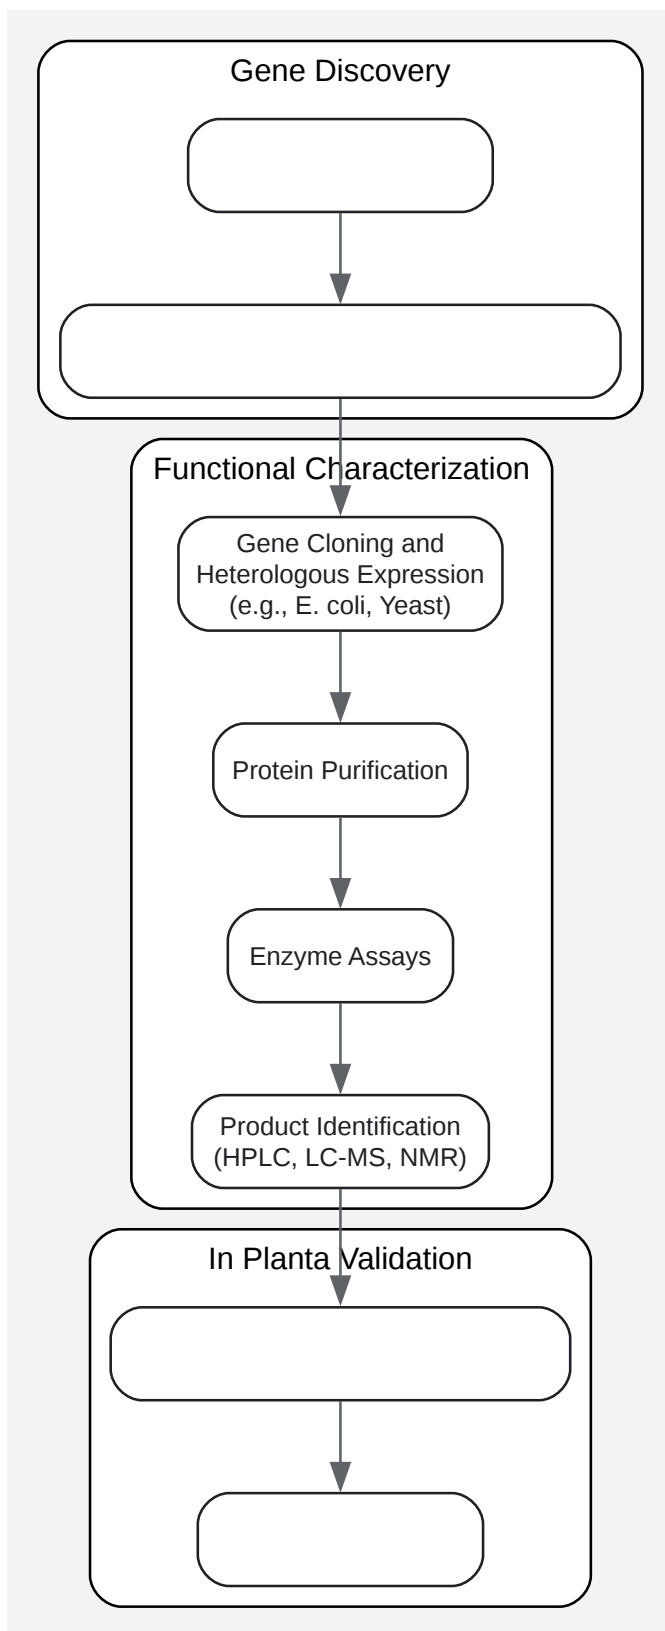 Gene Discovery
Functional Characterization
Gene Cloning and
Heterologous Expression
(e.g., E. coli, Yeast)
Protein Purification
Enzyme Assays
Product Identification
(HPLC, LC-MS, NMR)
In Planta Validation